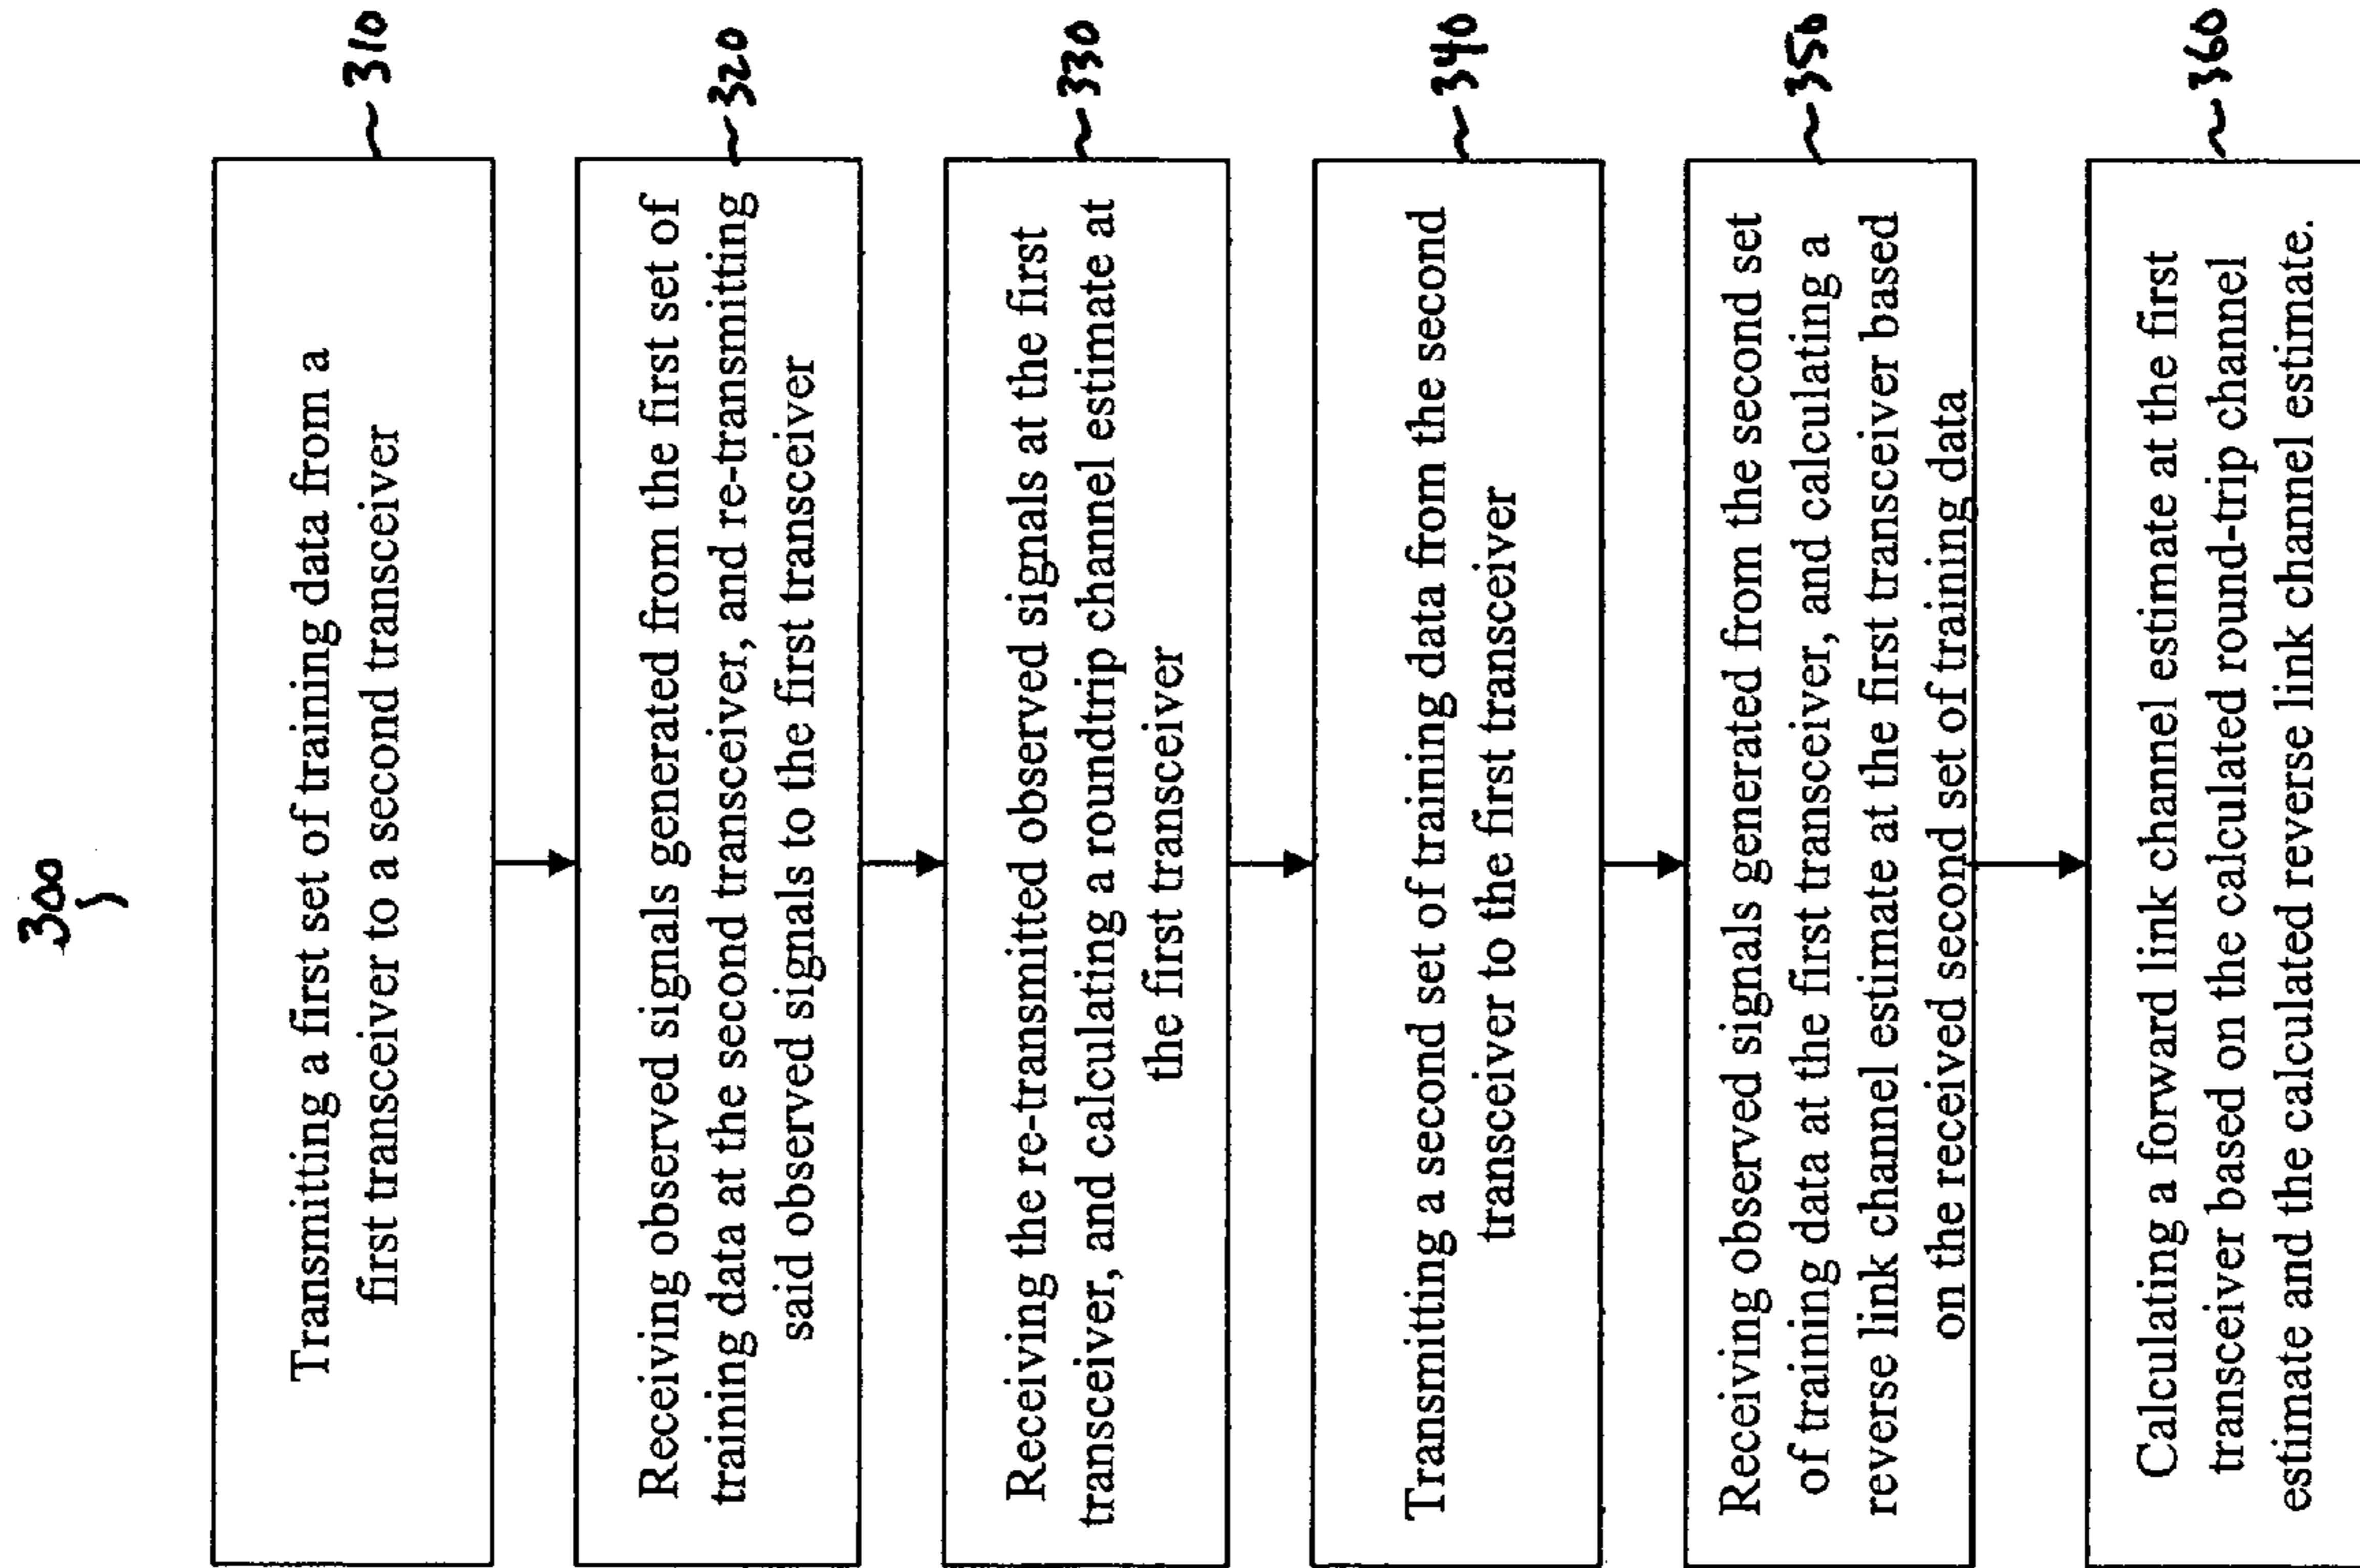 300
Transmitting a first set of training data from a
first transceiver to a second transceiver
~310
Receiving observed signals generated from the first set of
training data at the second transceiver, and re-transmitting
said observed signals to the first transceiver
~320
Receiving the re-transmitted observed signals at the first
transceiver, and calculating a roundtrip channel estimate at
the first transceiver
~330
Transmitting a second set of training data from the second
transceiver to the first transceiver
~340
Receiving observed signals generated from the second set
of training data at the first transceiver, and calculating a
reverse link channel estimate at the first transceiver based
on the received second set of training data
~350
Calculating a forward link channel estimate at the first
transceiver based on the calculated round-trip channel
estimate and the calculated reverse link channel estimate.
~360